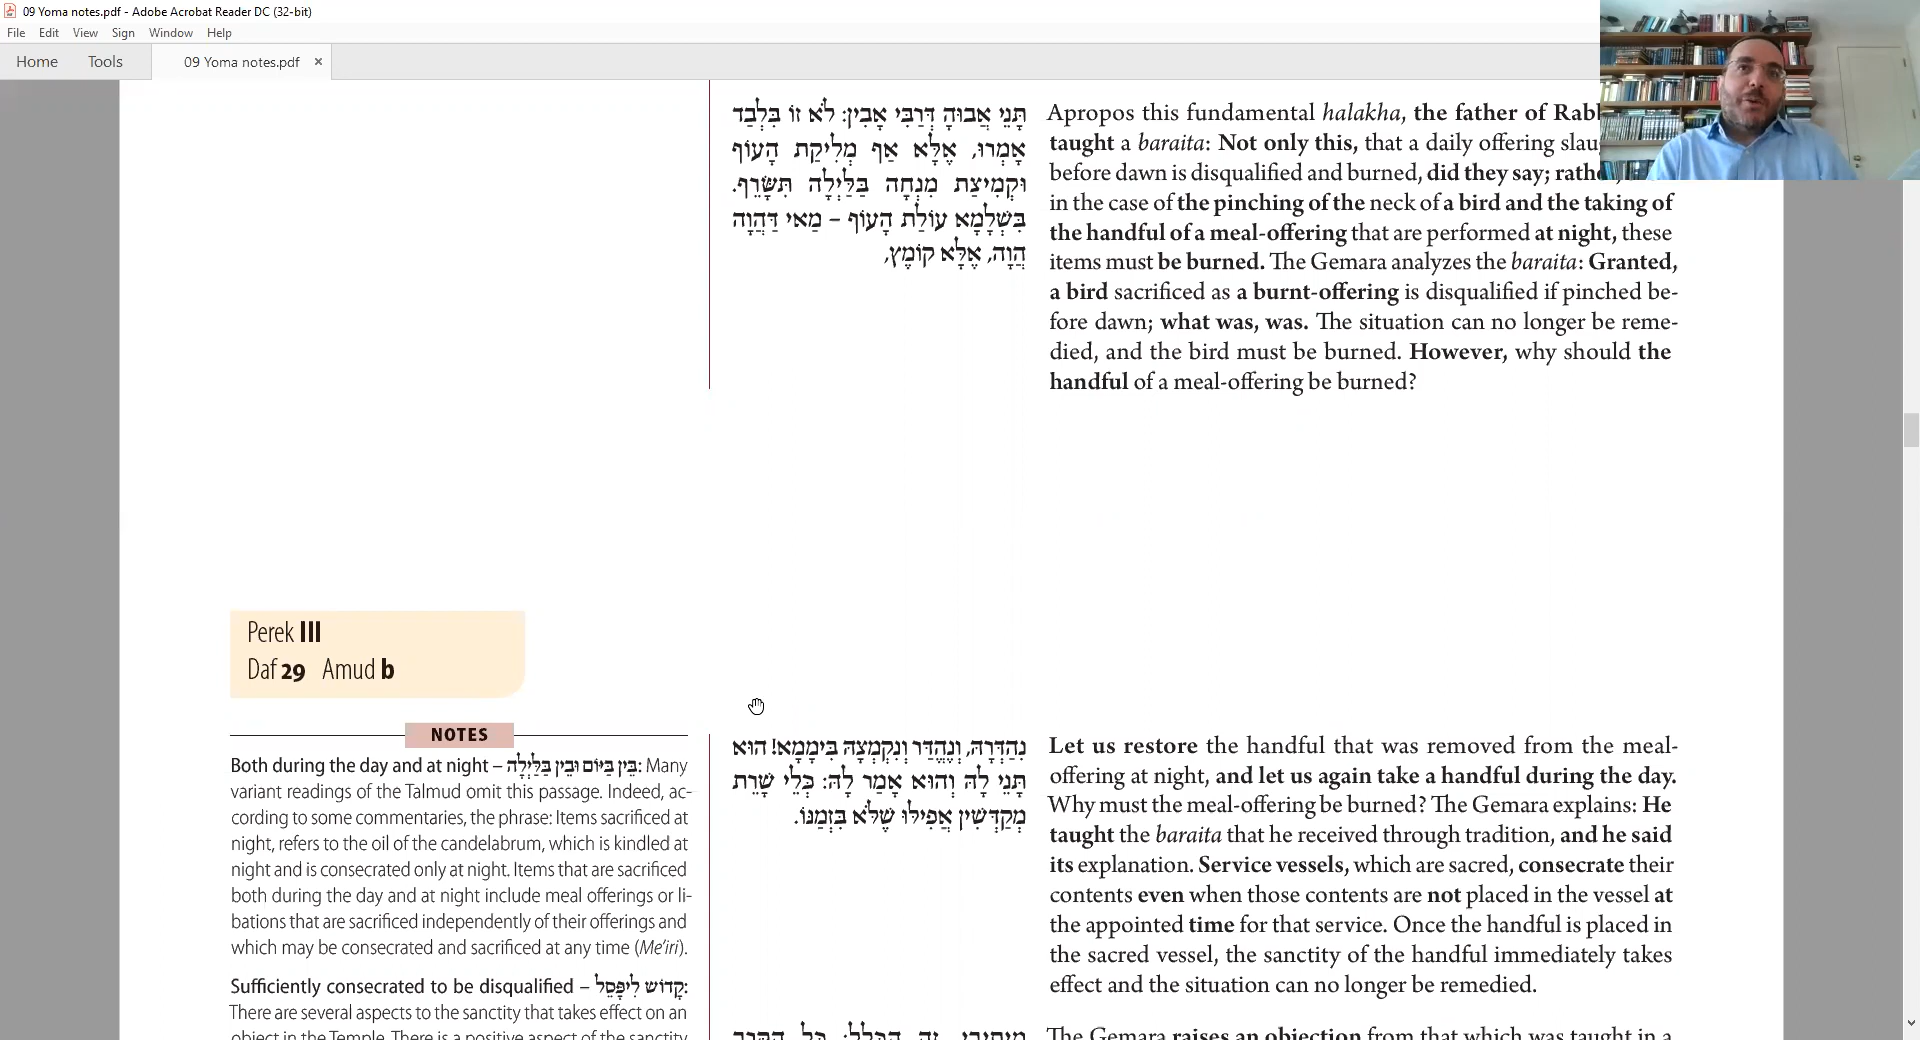 09 Yoma notes.pdf - Adobe Acrobat Reader DC (32-bit)
File Edit View Sign Window Help
Home Tools 09 Yoma notes.pdf ×
תָּנֵי אֲבוּהּ דְּרַבִּי אָבִין: לֹא זוֹ בִּלְבַד
אָמְרוּ, אֶלָּא אַף מְלִיקַת הָעוֹף
וּקְמִיצַת מִנְחָה בַּלַּיְלָה תִּשָּׂרֵף.
בִּשְׁלָמָא עוֹלַת הָעוֹף – מַאי דַּהֲוָה
הֲוָה, אֶלָּא קוֹמֶץ,
Apropos this fundamental halakha, the father of
taught a baraita: Not only this, that a daily offering
before dawn is disqualified and burned, did they say;
in the case of the pinching of the neck of a bird and the taking of
the handful of a meal-offering that are performed at night, these
items must be burned. The Gemara analyzes the baraita: Granted,
a bird sacrificed as a burnt-offering is disqualified if pinched be-
fore dawn; what was, was. The situation can no longer be reme-
died, and the bird must be burned. However, why should the
handful of a meal-offering be burned?
Perek III
Daf 29 Amud b
NOTES
Both during the day and at night – בֵּין בַּיּוֹם וּבֵין בַּלַּיְלָה: Many
variant readings of the Talmud omit this passage. Indeed, ac-
cording to some commentaries, the phrase: Items sacrificed at
night, refers to the oil of the candelabrum, which is kindled at
night and is consecrated only at night. Items that are sacrificed
both during the day and at night include meal offerings or li-
bations that are sacrificed independently of their offerings and
which may be consecrated and sacrificed at any time (Me'iri).
Sufficiently consecrated to be disqualified – קָדוֹשׁ לִיפָּסֵל:
There are several aspects to the sanctity that takes effect on an
object in the Temple. There is a positive aspect of the sanctity
נִהַדְּרָהּ, וְנֶהֱדַר וְנִקְמְצָהּ בִּימָמָא! הוּא
תָּנֵי לָהּ וְהוּא אָמַר לָהּ: כְּלֵי שָׁרֵת
מְקַדְּשִׁין אֲפִילּוּ שֶׁלֹּא בִּזְמַנּוֹ.
Let us restore the handful that was removed from the meal-
offering at night, and let us again take a handful during the day.
Why must the meal-offering be burned? The Gemara explains: He
taught the baraita that he received through tradition, and he said
its explanation. Service vessels, which are sacred, consecrate their
contents even when those contents are not placed in the vessel at
the appointed time for that service. Once the handful is placed in
the sacred vessel, the sanctity of the handful immediately takes
effect and the situation can no longer be remedied.
מֵיתִיבִי, זֶה הַכְּלָל: כׇּל הַקָּרֵב
The Gemara raises an objection from that which was taught in a